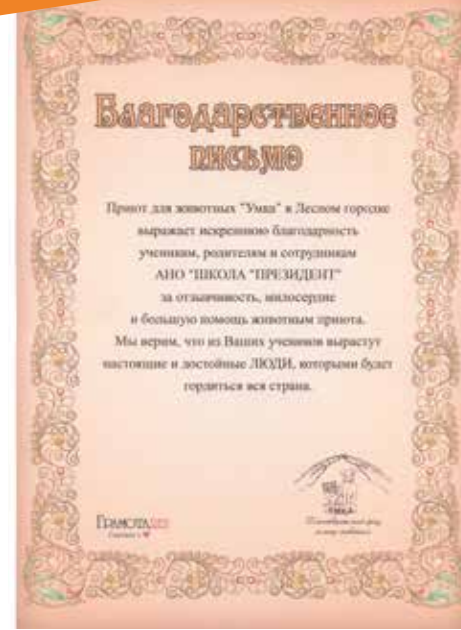 Благодарственное
письмо
Приют для животных "Умка" в Лесном городке
выражает искреннюю благодарность
ученикам, родителям и сотрудникам
АНО "ШКОЛА "ПРЕЗИДЕНТ"
за отзывчивость, милосердие
и большую помощь животным приюта.
Мы верим, что из Ваших учеников вырастут
настоящие и достойные ЛЮДИ, которыми будет
гордиться вся страна.
УМКА
ГРАМОТА